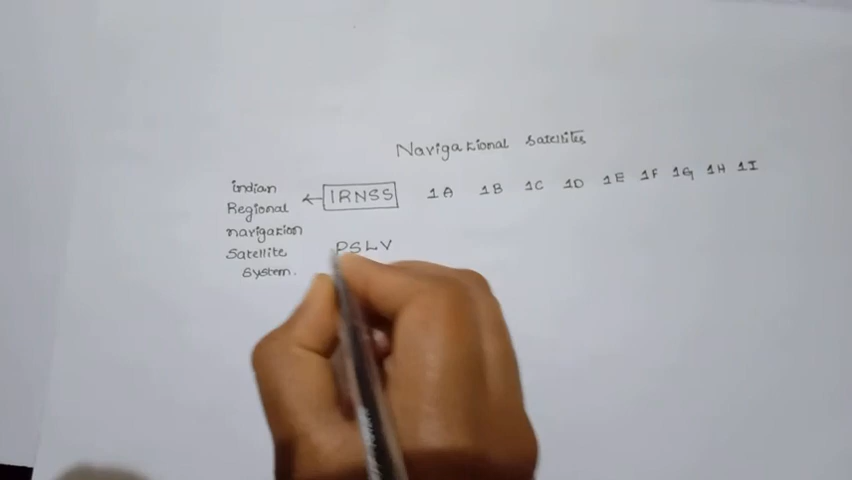 Navigational Satellites
IRNSS 1A 1B 1C 1D 1E 1F 1G 1H 1I
indian
Regional
navigation
Satellite
System.
PSLV